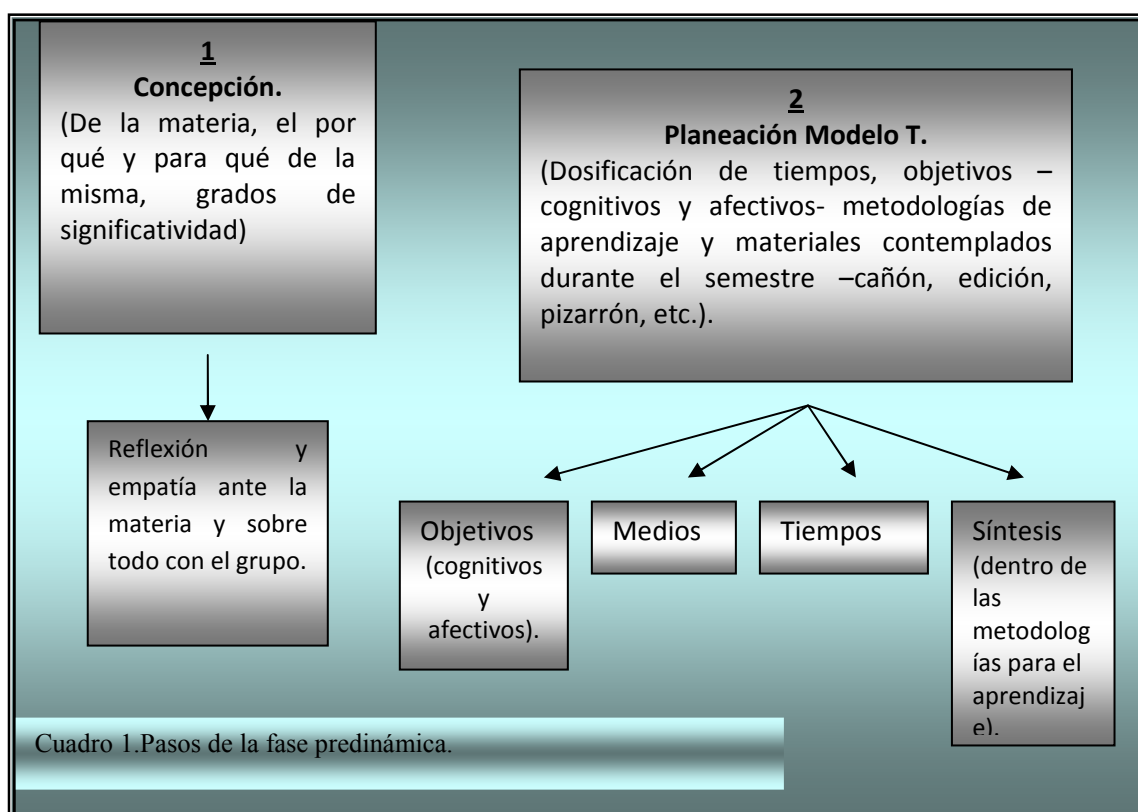 1
Concepción.
(De la materia, el por
qué y para qué de la
misma, grados de
significatividad)
2
Planeación Modelo T.
(Dosificación de tiempos, objetivos –
cognitivos y afectivos- metodologías de
aprendizaje y materiales contemplados
durante el semestre –cañón, edición,
pizarrón, etc.).
Reflexión y
empatía ante la
materia y sobre
todo con el grupo.
Objetivos
(cognitivos
y
afectivos).
Medios
Tiempos
Síntesis
(dentro de
las
metodolog
ías para el
aprendizaj
e).
Cuadro 1.Pasos de la fase predinámica.